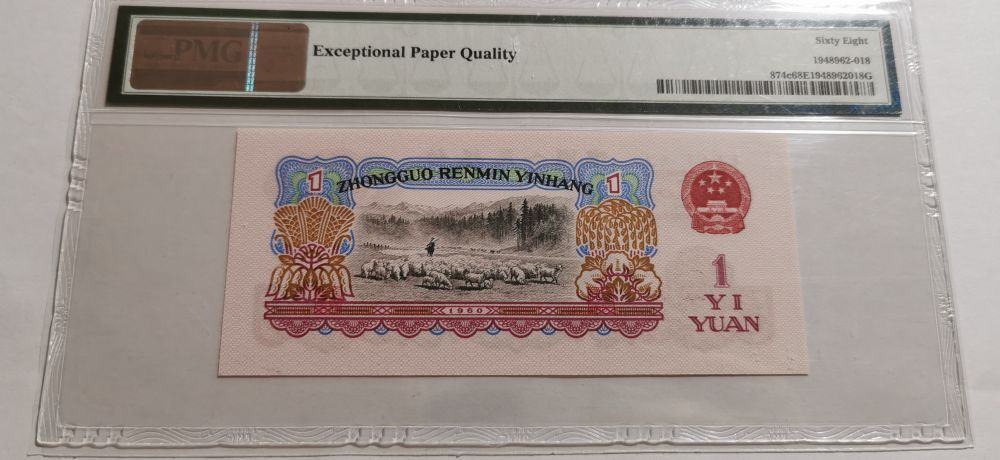 PMG
Exceptional Paper Quality
Sixty Eight
1948962-018
874c68E1948962018G
1
ZHONGGUO RENMIN YINHANG
1
1960
1
YI
YUAN